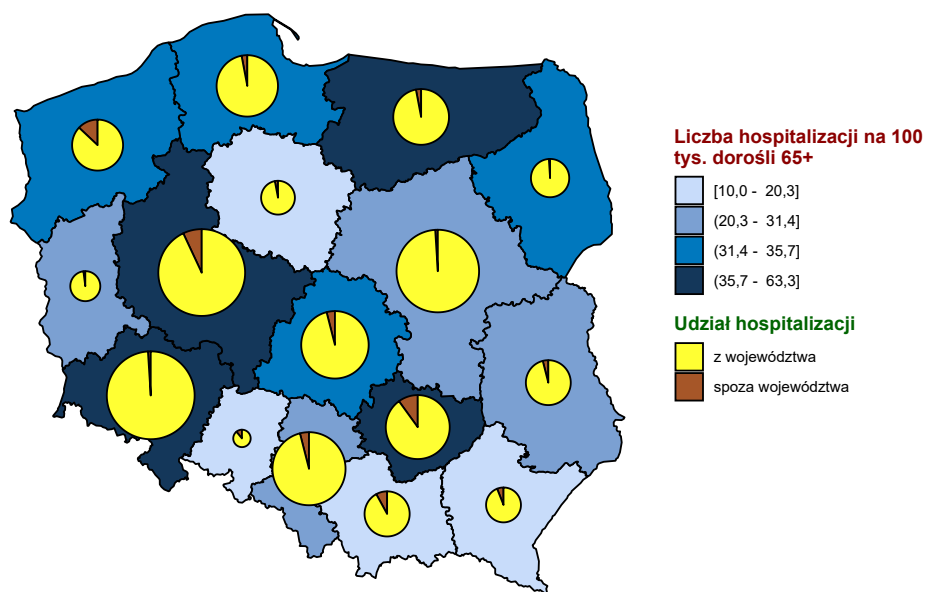 Liczba hospitalizacji na 100
tys. dorośli 65+
[10,0 - 20,3]
(20,3 - 31,4]
(31,4 - 35,7]
(35,7 - 63,3]
Udział hospitalizacji
z województwa
spoza województwa